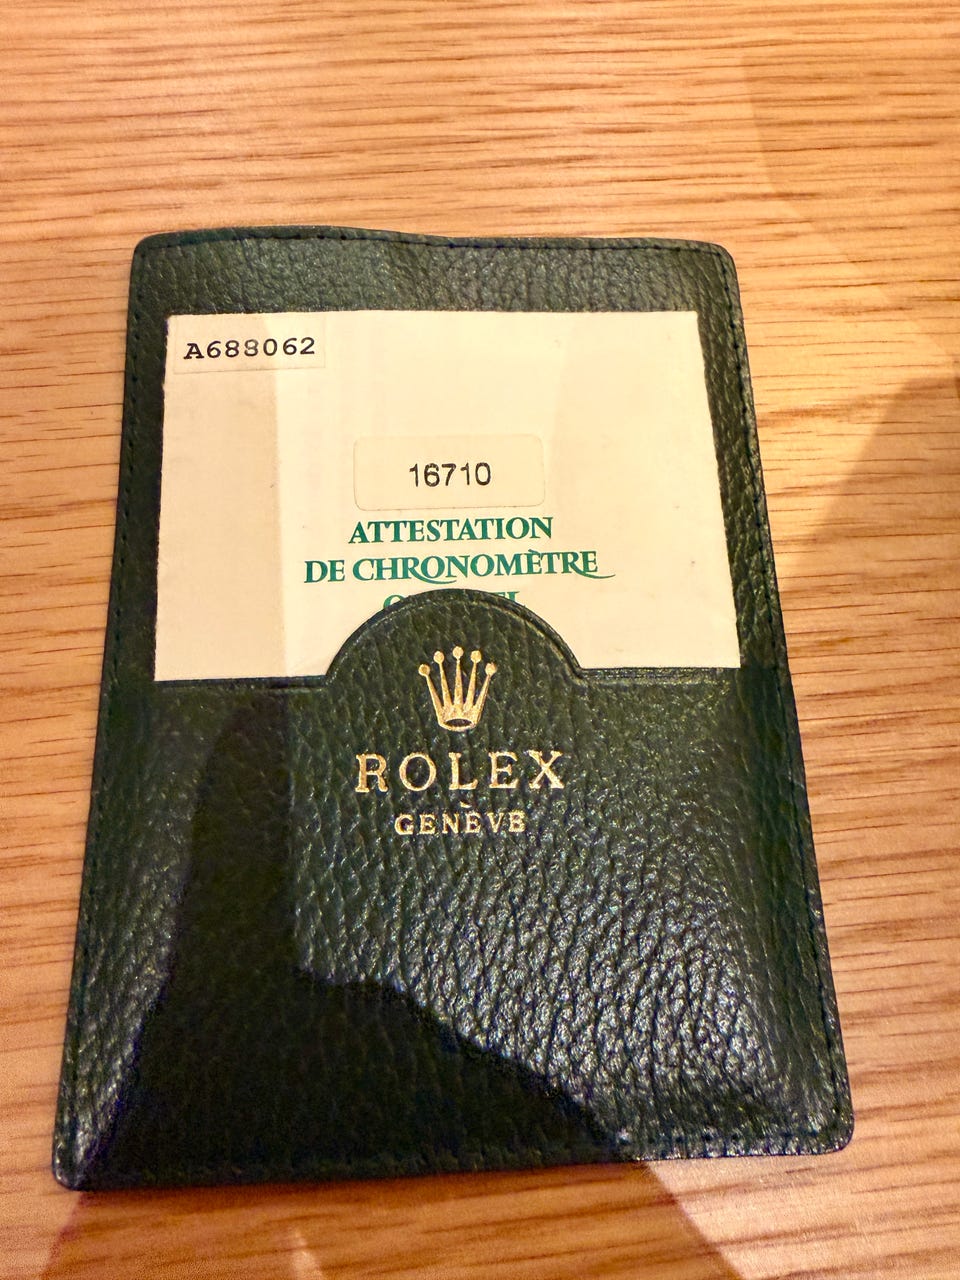 A688062
16710
ATTESTATION
DE CHRONOMÈTRE
ROLEX
GENÈVE